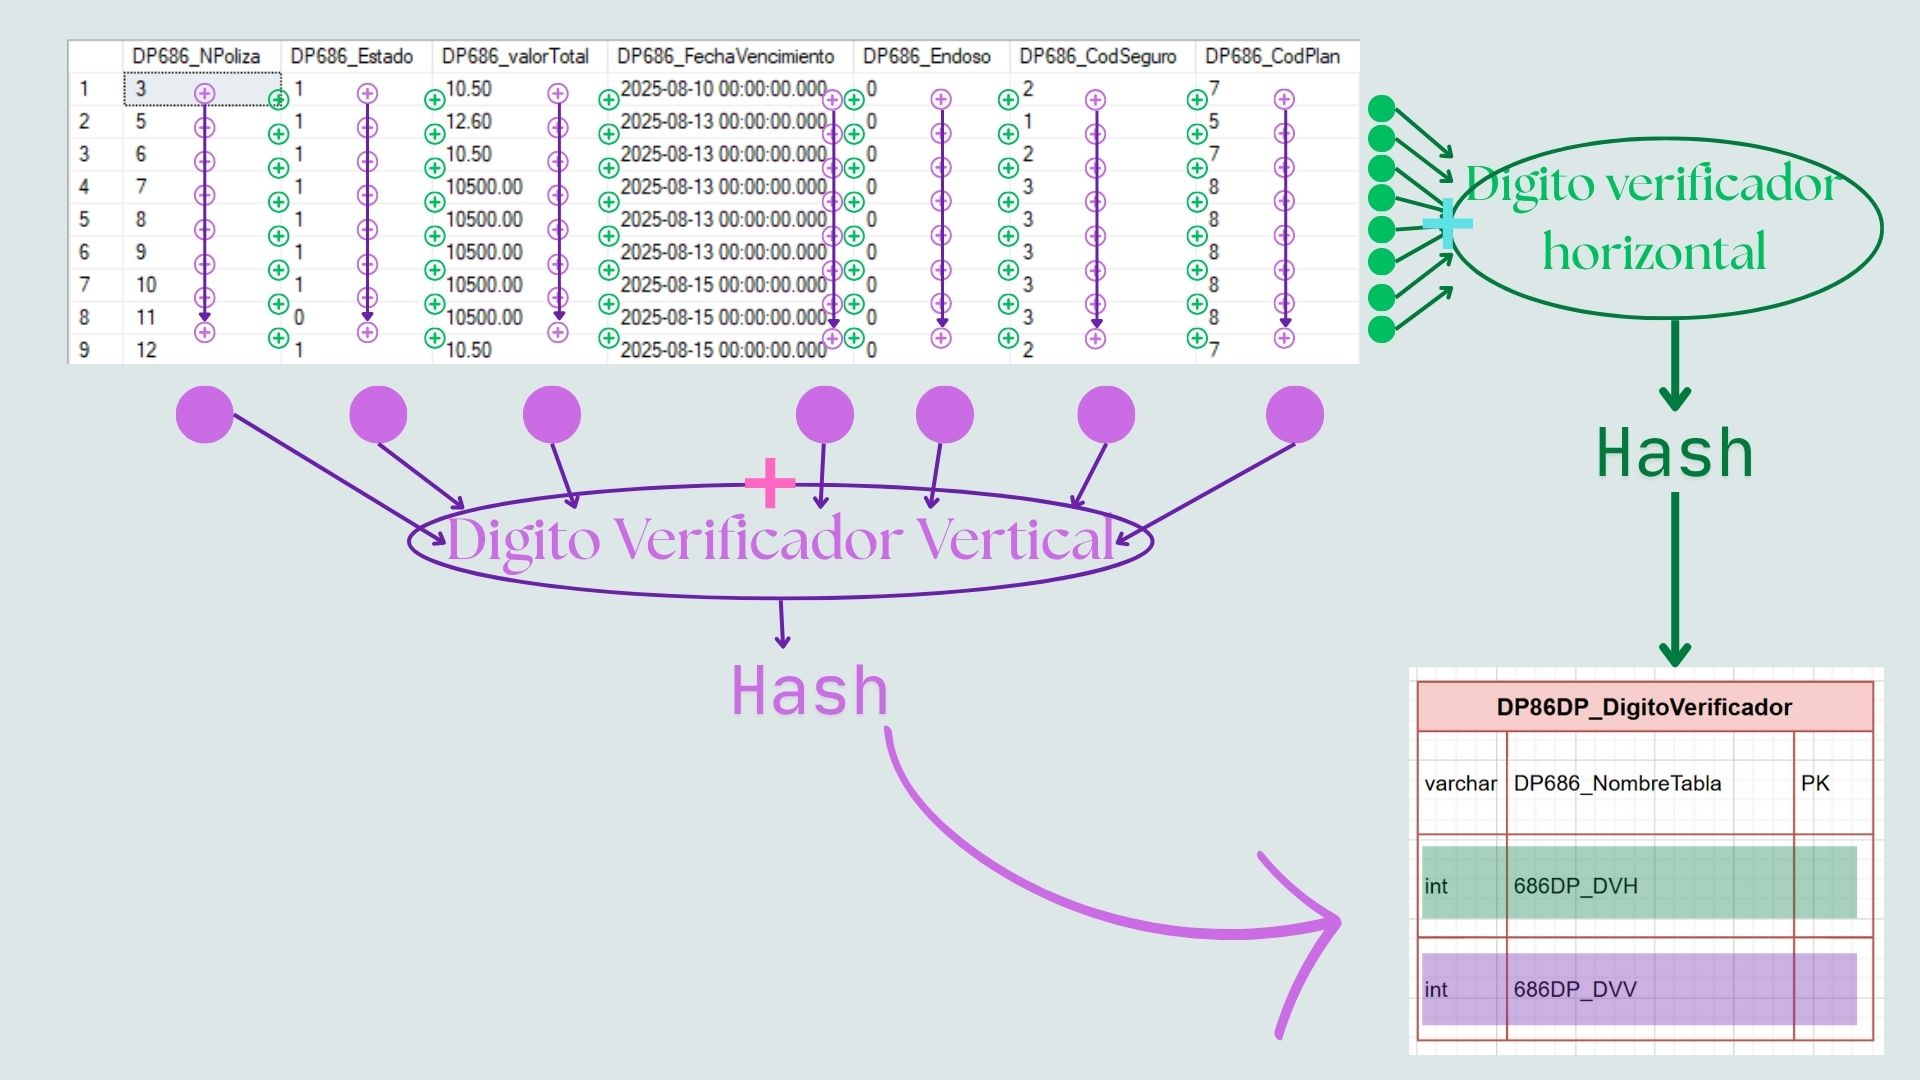 DP686_NPoliza DP686_Estado DP686_valorTotal DP686_FechaVencimiento DP686_Endoso DP686_CodSeguro DP686_CodPlan
1 3 1 10.50 2025-08-10 00:00:00.000 0 2 7
2 5 1 12.60 2025-08-13 00:00:00.000 0 1 5
3 6 1 10.50 2025-08-13 00:00:00.000 0 2 7
4 7 1 10500.00 2025-08-13 00:00:00.000 0 3 8
5 8 1 10500.00 2025-08-13 00:00:00.000 0 3 8
6 9 1 10500.00 2025-08-13 00:00:00.000 0 3 8
7 10 1 10500.00 2025-08-15 00:00:00.000 0 3 8
8 11 0 10500.00 2025-08-15 00:00:00.000 0 3 8
9 12 1 10.50 2025-08-15 00:00:00.000 0 2 7
Digito verificador
horizontal
Hash
Digito Verificador Vertical
Hash
DP86DP_DigitoVerificador
varchar DP686_NombreTabla PK
int 686DP_DVH
int 686DP_DVV